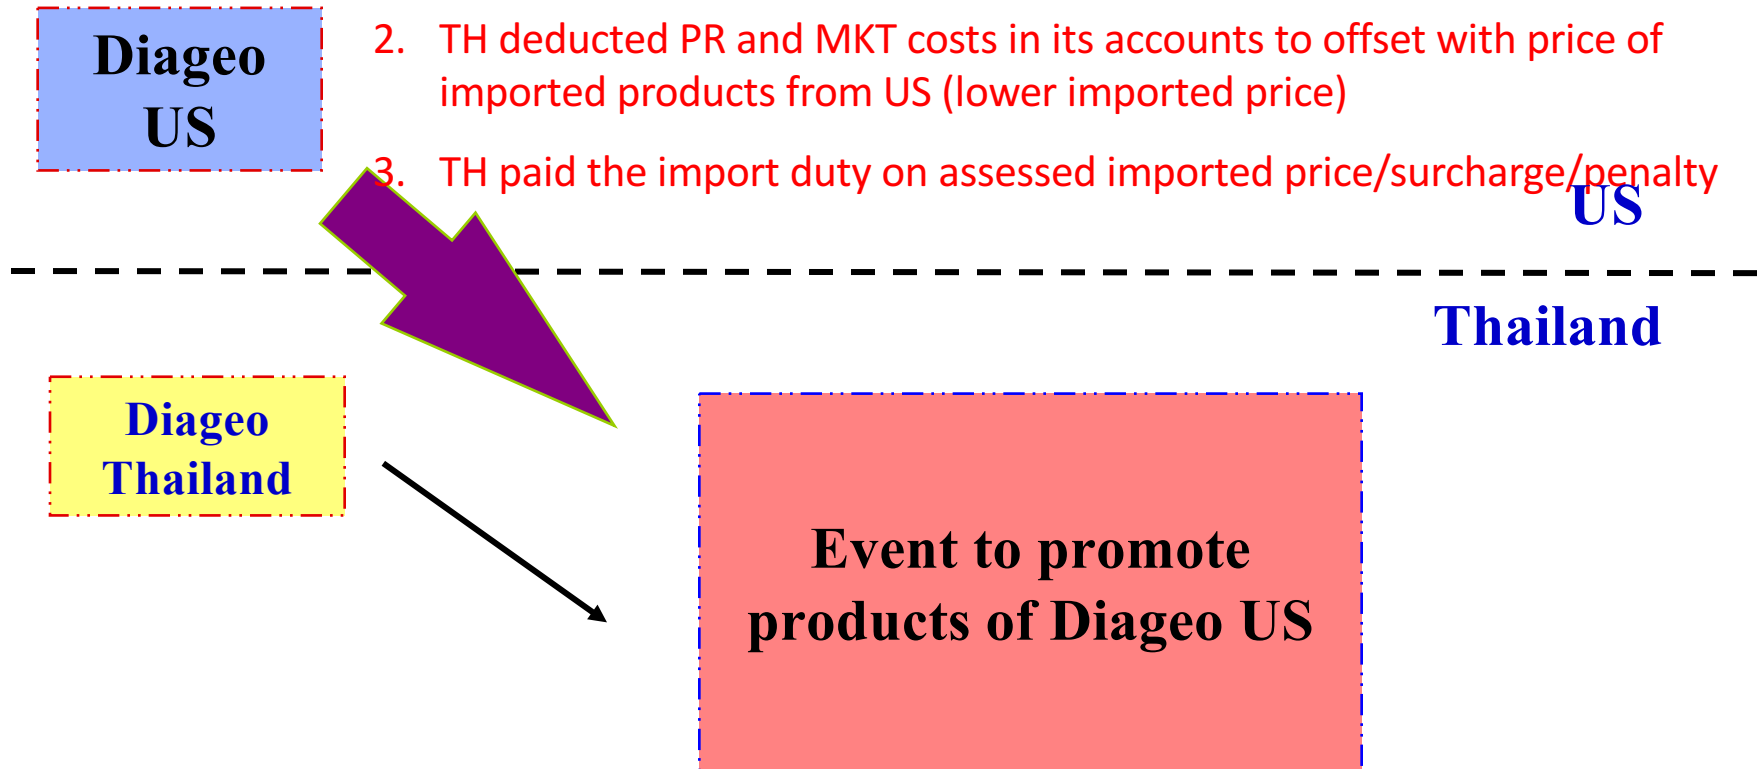 Diageo
US
2. TH deducted PR and MKT costs in its accounts to offset with price of
imported products from US (lower imported price)
3. TH paid the import duty on assessed imported price/surcharge/penalty
US
Thailand
Diageo
Thailand
Event to promote
products of Diageo US